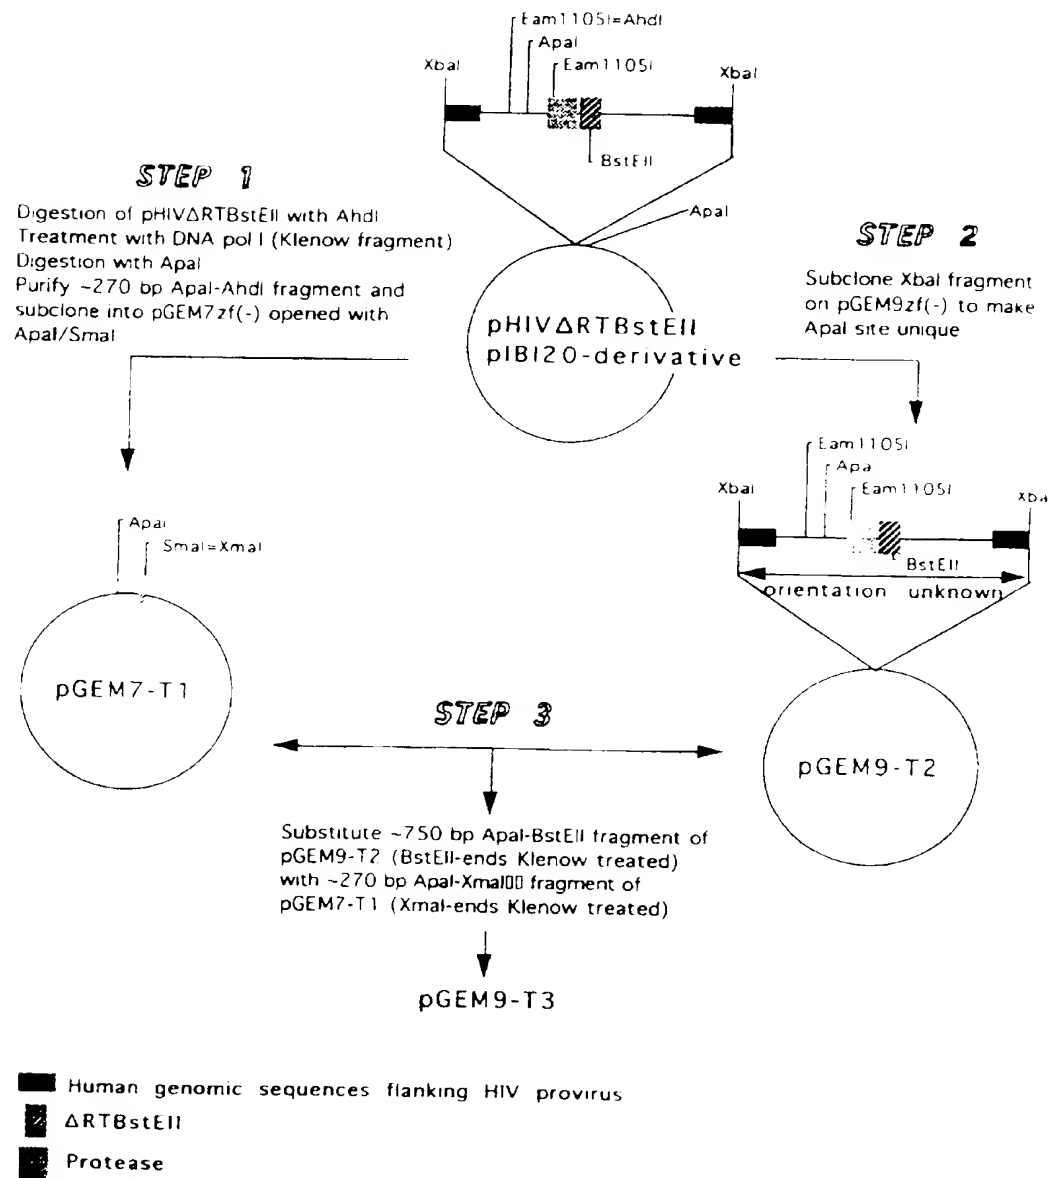 Eam1105I=AhdI
ApaI
Eam1105I
XbaI
XbaI
BstEII
ApaI
STEP 1
Digestion of pHIVΔRTBstEII with AhdI
Treatment with DNA pol I (Klenow fragment)
Digestion with ApaI
Purify ~270 bp ApaI-AhdI fragment and
subclone into pGEM7zf(-) opened with
ApaI/SmaI
STEP 2
Subclone XbaI fragment
on pGEM9zf(-) to make
ApaI site unique
pHIVΔRTBstEII
pIBI20-derivative
Eam1105I
Apa
Eam1105I
XbaI
Xba
BstEII
orientation unknown
ApaI
SmaI=XmaI
pGEM7-T1
STEP 3
pGEM9-T2
Substitute ~750 bp ApaI-BstEII fragment of
pGEM9-T2 (BstEII-ends Klenow treated)
with ~270 bp ApaI-XmaI▯▯ fragment of
pGEM7-T1 (XmaI-ends Klenow treated)
pGEM9-T3
Human genomic sequences flanking HIV provirus
ΔRTBstEII
Protease